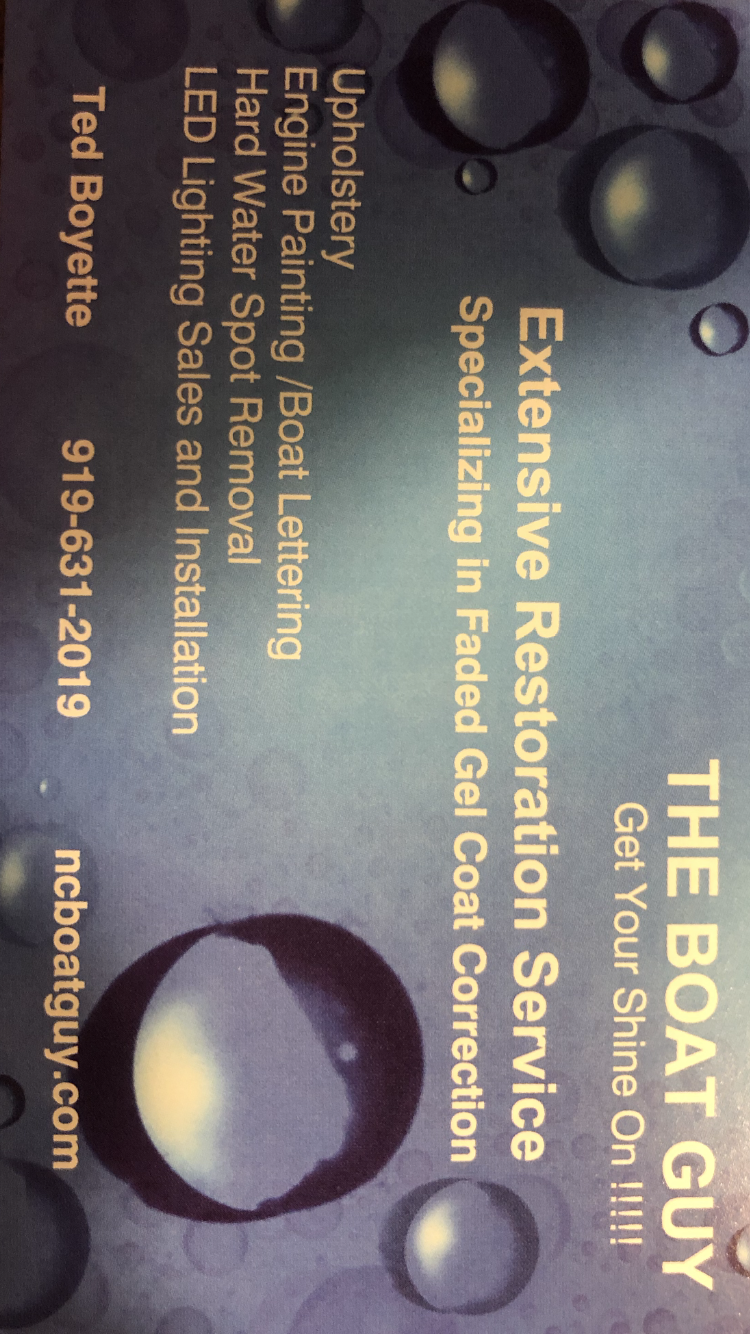 THE BOAT GUY
Get Your Shine On !!!!!!
Extensive Restoration Service
Specializing in Faded Gel Coat Correction
Upholstery
Engine Painting /Boat Lettering
Hard Water Spot Removal
LED Lighting Sales and Installation
Ted Boyette 919-631-2019 ncboatguy.com